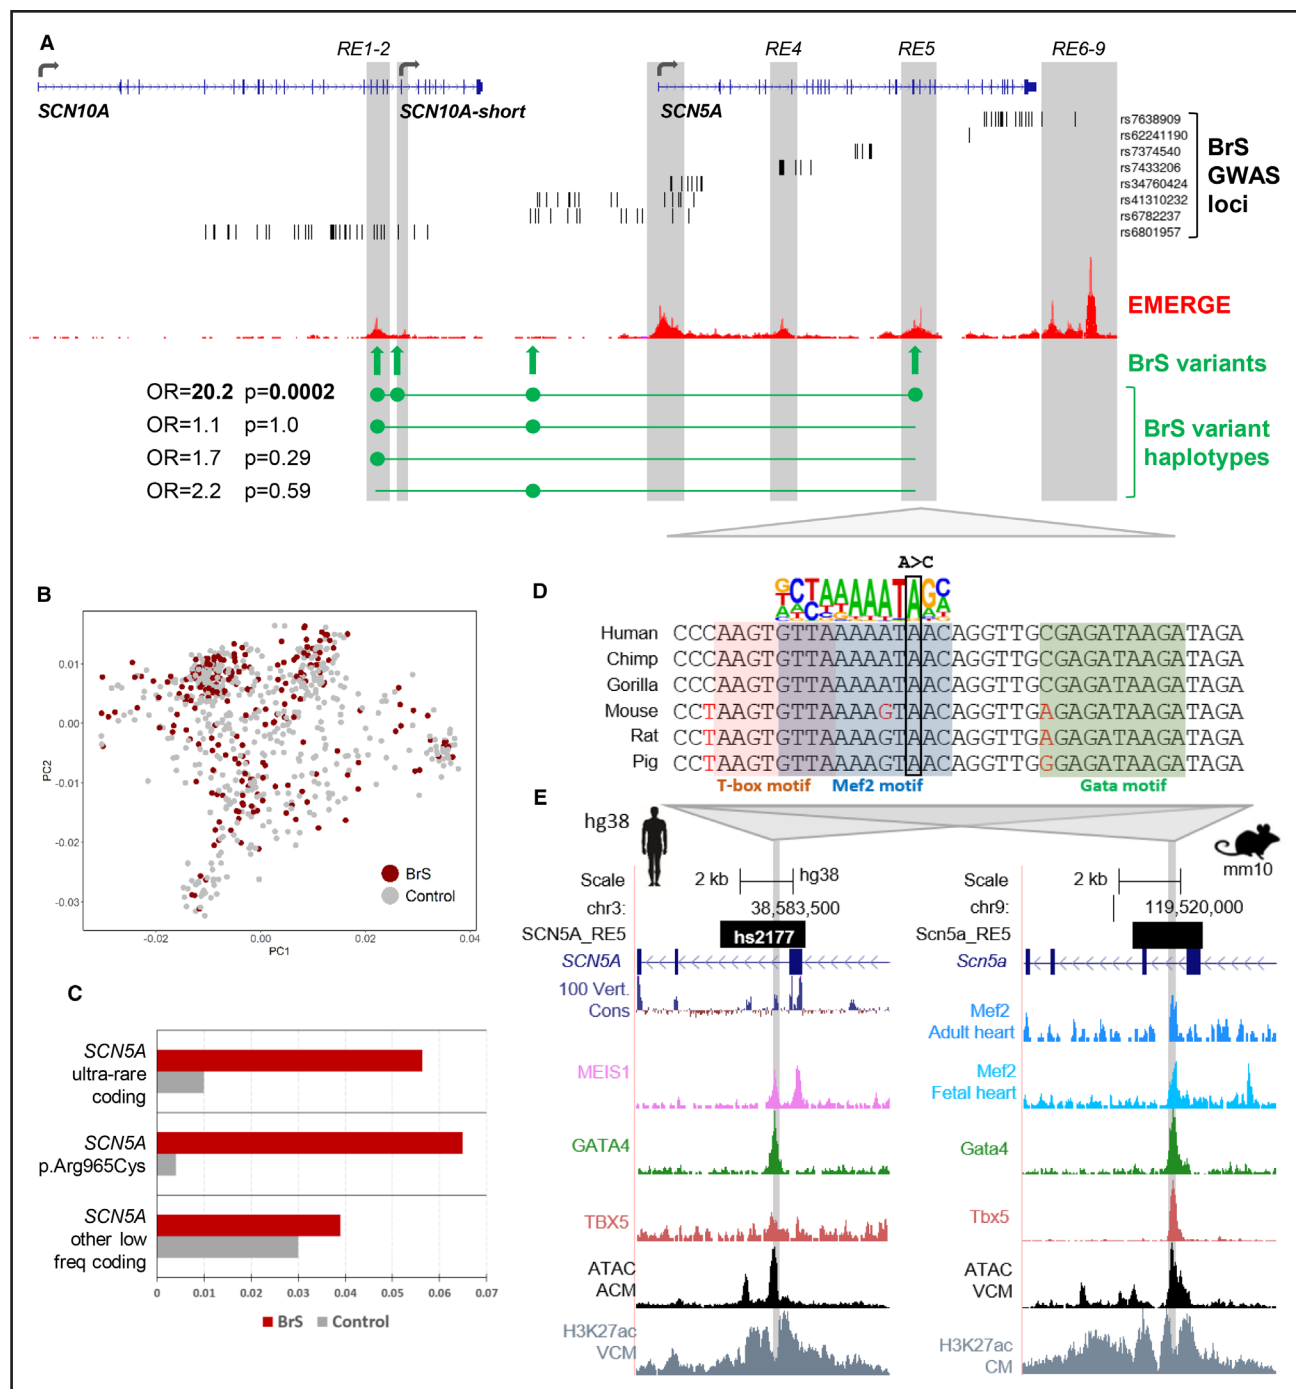 A
RE1-2
RE4
RE5
RE6-9
SCN10A
SCN10A-short
SCN5A
rs7638909
rs62241190
rs7374540
rs7433206
rs34760424
rs41310232
rs6782237
rs6801957
BrS
GWAS
loci
EMERGE
BrS variants
OR=20.2 p=0.0002
OR=1.1 p=1.0
OR=1.7 p=0.29
OR=2.2 p=0.59
BrS variant
haplotypes
B
0.01
0.00
-0.01
-0.02
-0.03
PC2
-0.02
0.00
0.02
0.04
PC1
BrS
Control
C
SCN5A
ultra-rare
coding
SCN5A
p.Arg965Cys
SCN5A
other low
freq coding
0 0.01 0.02 0.03 0.04 0.05 0.06 0.07
BrS Control
D
A>C
Human CCCAAGTGTTAAAAATAACAGGTTGCGAGATAAGATAGA
Chimp CCCAAGTGTTAAAAATAACAGGTTGCGAGATAAGATAGA
Gorilla CCCAAGTGTTAAAAATAACAGGTTGCGAGATAAGATAGA
Mouse CCTAAGTGTTAAAAGTAACAGGTTGAGAGATAAGATAGA
Rat CCTAAGTGTTAAAAGTAACAGGTTGAGAGATAAGATAGA
Pig CCTAAGTGTTAAAAGTAACAGGTTGGGAGATAAGATAGA
T-box motif Mef2 motif Gata motif
E
hg38
Scale 2 kb hg38
chr3: 38,583,500
SCN5A_RE5 hs2177
SCN5A
100 Vert.
Cons
MEIS1
GATA4
TBX5
ATAC
ACM
H3K27ac
VCM
mm10
Scale 2 kb
chr9: 119,520,000
Scn5a_RE5
Scn5a
Mef2
Adult heart
Mef2
Fetal heart
Gata4
Tbx5
ATAC
VCM
H3K27ac
CM